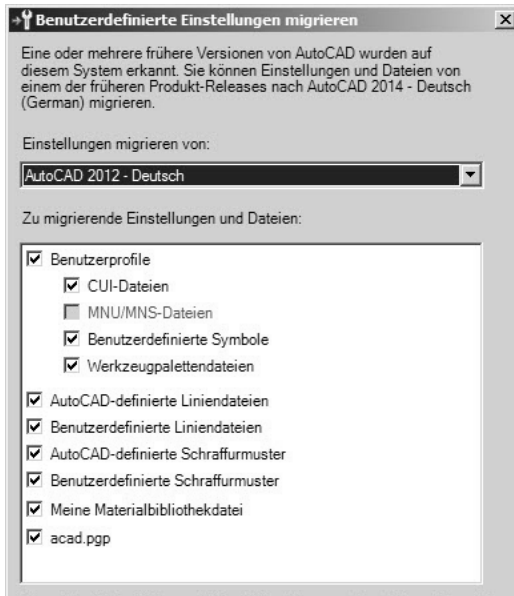 Benutzerdefinierte Einstellungen migrieren
Eine oder mehrere frühere Versionen von AutoCAD wurden auf
diesem System erkannt. Sie können Einstellungen und Dateien von
einem der früheren Produkt-Releases nach AutoCAD 2014 - Deutsch
(German) migrieren.
Einstellungen migrieren von:
AutoCAD 2012 - Deutsch
Zu migrierende Einstellungen und Dateien:
Benutzerprofile
CUI-Dateien
MNU/MNS-Dateien
Benutzerdefinierte Symbole
Werkzeugpalettendateien
AutoCAD-definierte Liniendateien
Benutzerdefinierte Liniendateien
AutoCAD-definierte Schraffurmuster
Benutzerdefinierte Schraffurmuster
Meine Materialbibliothekdatei
acad.pgp